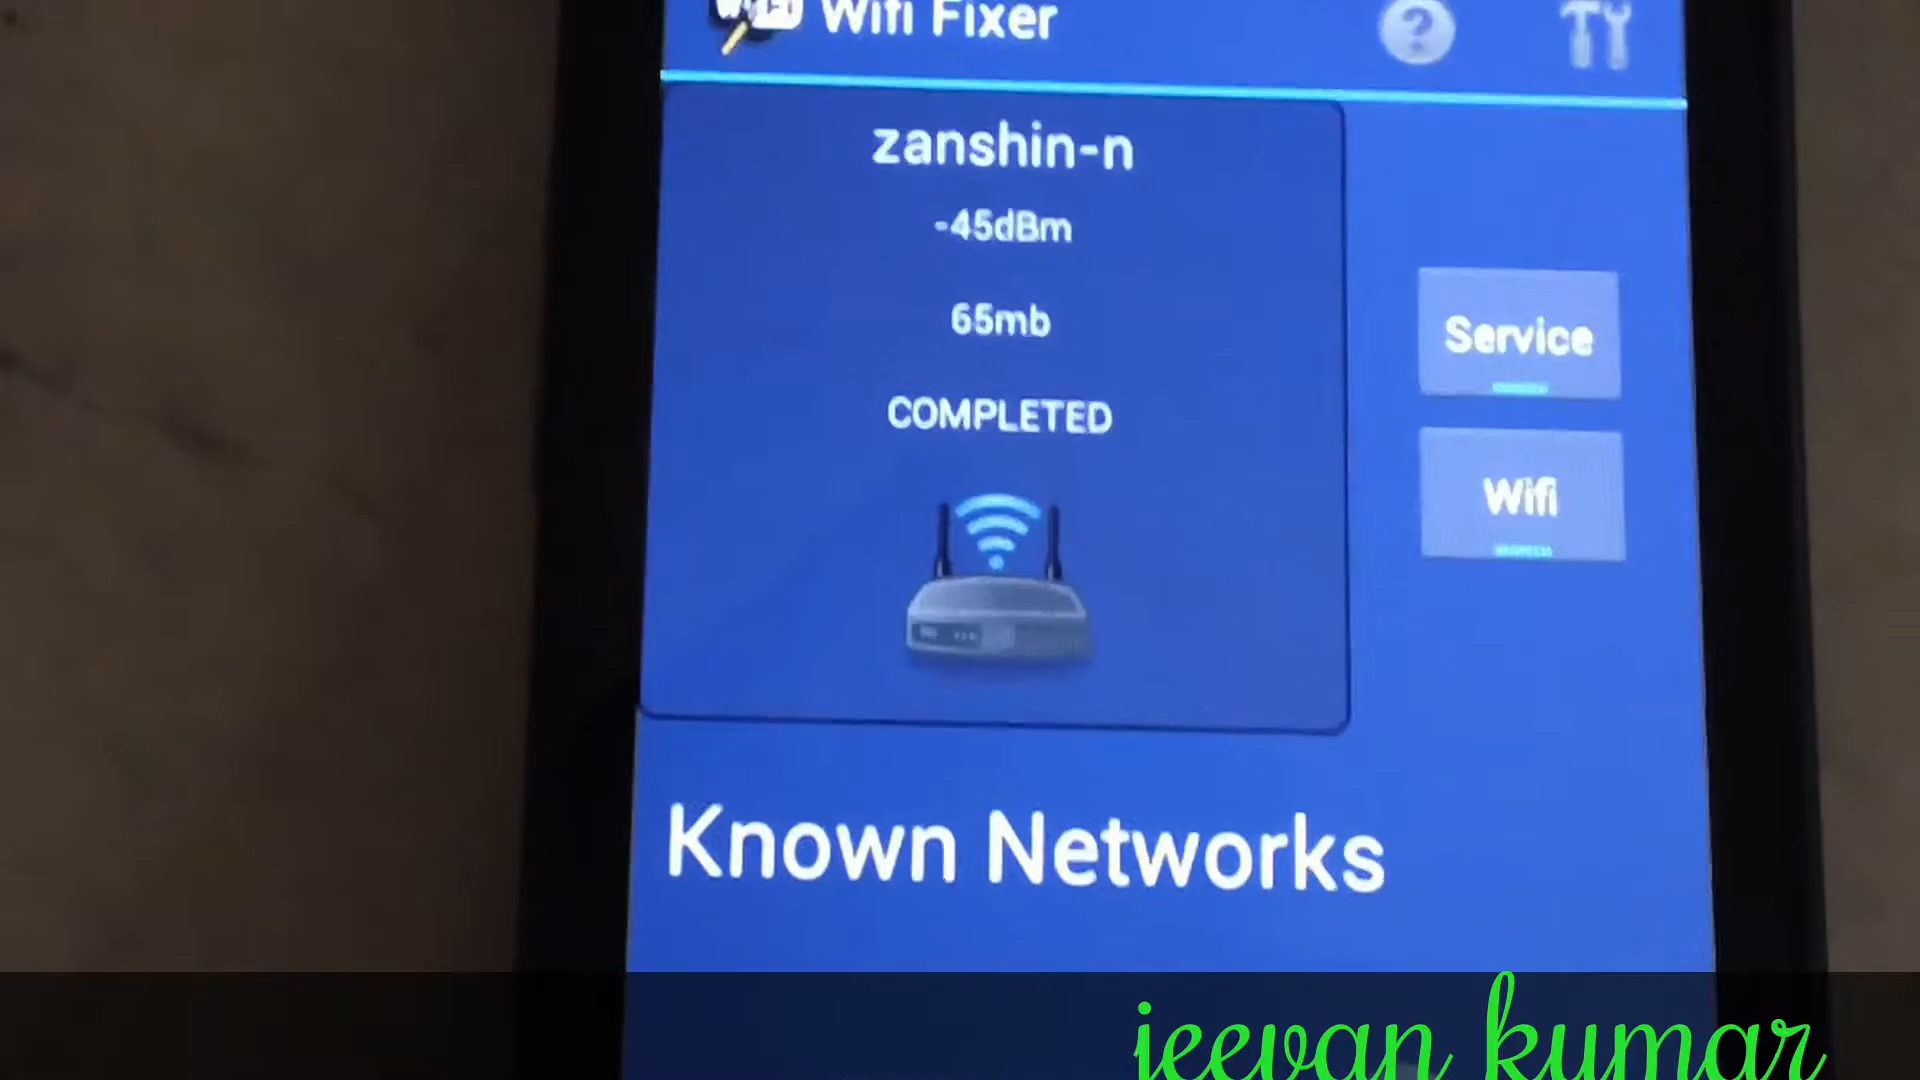 Wifi Fixer
zanshin-n
-45dBm
65mb
COMPLETED
Service
Wifi
Known Networks
jeevan kumar